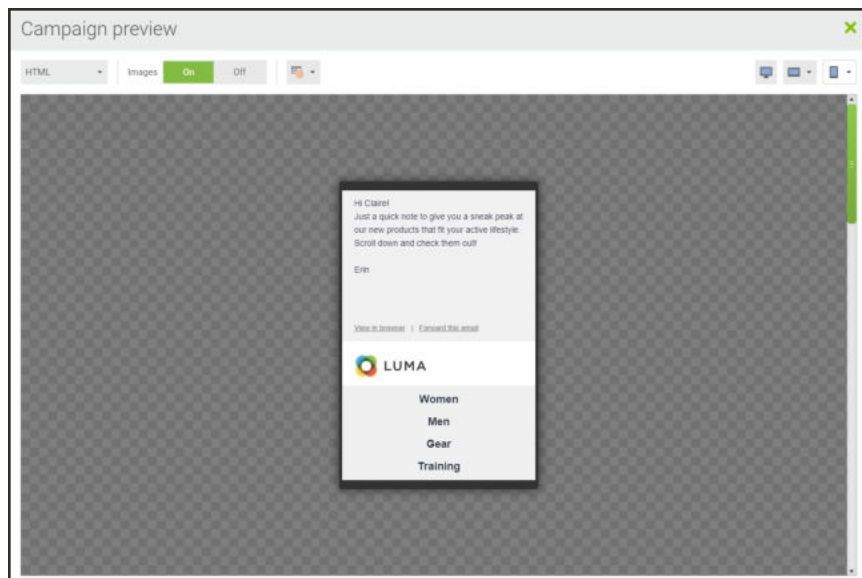 Campaign preview
HTML
Images
On
Off
Hi Claire!
Just a quick note to give you a sneak peak at
our new products that fit your active lifestyle.
Scroll down and check them out!
Erin
View in browser | Forward this email
LUMA
Women
Men
Gear
Training